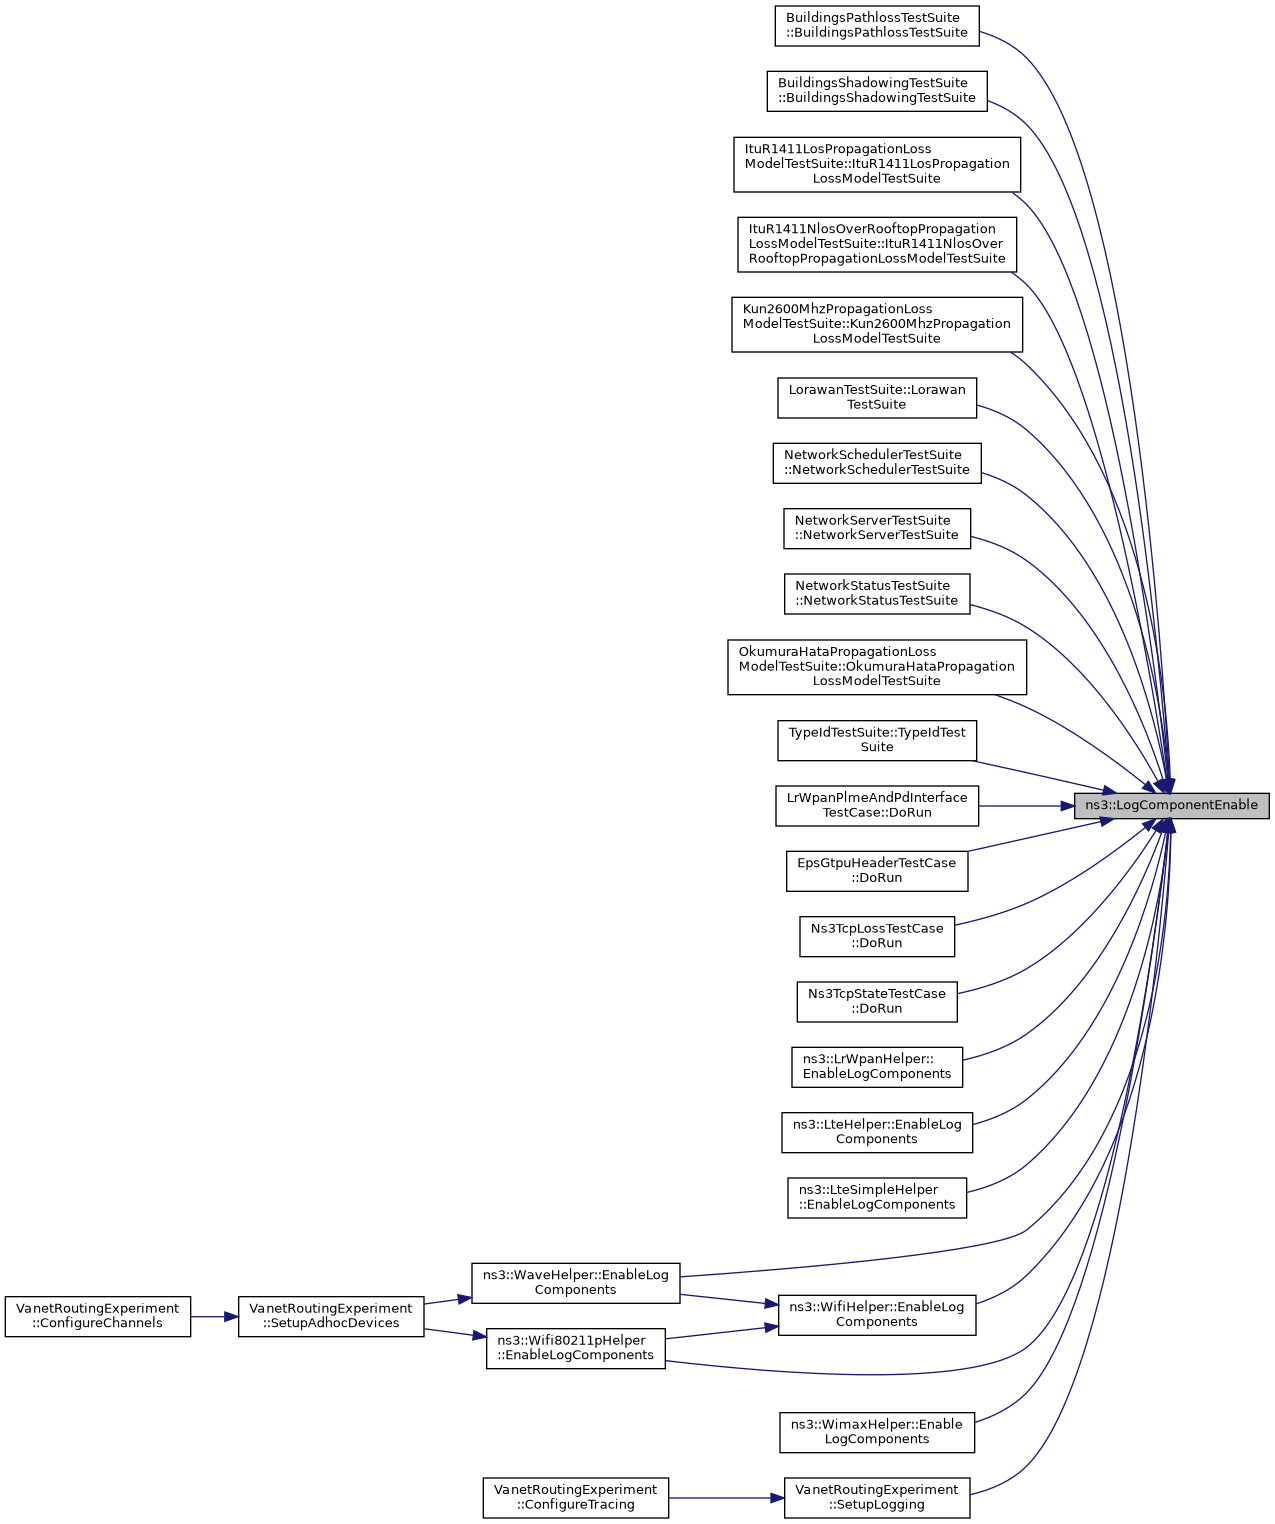 BuildingsPathlossTestSuite
::BuildingsPathlossTestSuite
BuildingsShadowingTestSuite
::BuildingsShadowingTestSuite
ItuR1411LosPropagationLoss
ModelTestSuite::ItuR1411LosPropagation
LossModelTestSuite
ItuR1411NlosOverRooftopPropagation
LossModelTestSuite::ItuR1411NlosOver
RooftopPropagationLossModelTestSuite
Kun2600MhzPropagationLoss
ModelTestSuite::Kun2600MhzPropagation
LossModelTestSuite
LorawanTestSuite::Lorawan
TestSuite
NetworkSchedulerTestSuite
::NetworkSchedulerTestSuite
NetworkServerTestSuite
::NetworkServerTestSuite
NetworkStatusTestSuite
::NetworkStatusTestSuite
OkumuraHataPropagationLoss
ModelTestSuite::OkumuraHataPropagation
LossModelTestSuite
TypeIdTestSuite::TypeIdTest
Suite
LrWpanPlmeAndPdInterface
TestCase::DoRun
ns3::LogComponentEnable
EpsGtpuHeaderTestCase
::DoRun
Ns3TcpLossTestCase
::DoRun
Ns3TcpStateTestCase
::DoRun
ns3::LrWpanHelper::
EnableLogComponents
ns3::LteHelper::EnableLog
Components
ns3::LteSimpleHelper
::EnableLogComponents
ns3::WaveHelper::EnableLog
Components
VanetRoutingExperiment
::ConfigureChannels
VanetRoutingExperiment
::SetupAdhocDevices
ns3::WifiHelper::EnableLog
Components
ns3::Wifi80211pHelper
::EnableLogComponents
ns3::WimaxHelper::Enable
LogComponents
VanetRoutingExperiment
::ConfigureTracing
VanetRoutingExperiment
::SetupLogging